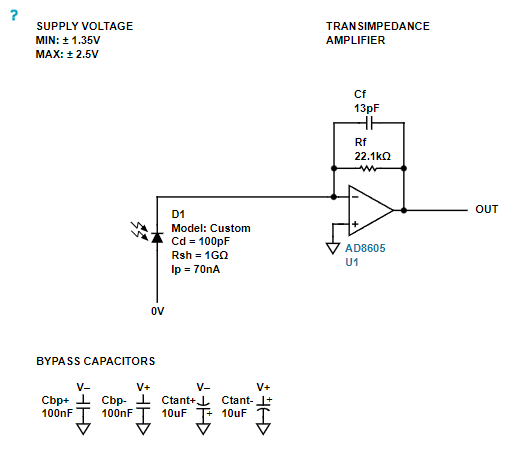 ?
SUPPLY VOLTAGE
MIN: ± 1.35V
MAX: ± 2.5V
TRANSIMPEDANCE
AMPLIFIER
Cf
13pF
Rf
22.1kΩ
−
+
OUT
AD8605
U1
D1
Model: Custom
Cd = 100pF
Rsh = 1GΩ
Ip = 70nA
0V
BYPASS CAPACITORS
V− V+ V− V+
Cbp+ Cbp- Ctant+ Ctant- +
100nF 100nF 10uF + 10uF